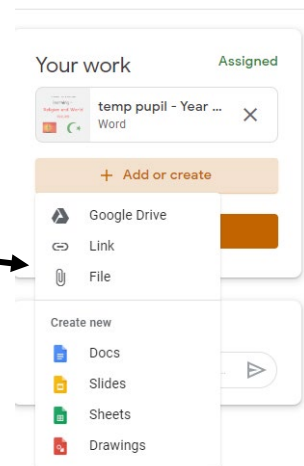 Your work
Assigned
temp pupil - Year ...
Word
+ Add or create
Google Drive
Link
File
Create new
Docs
Slides
Sheets
Drawings